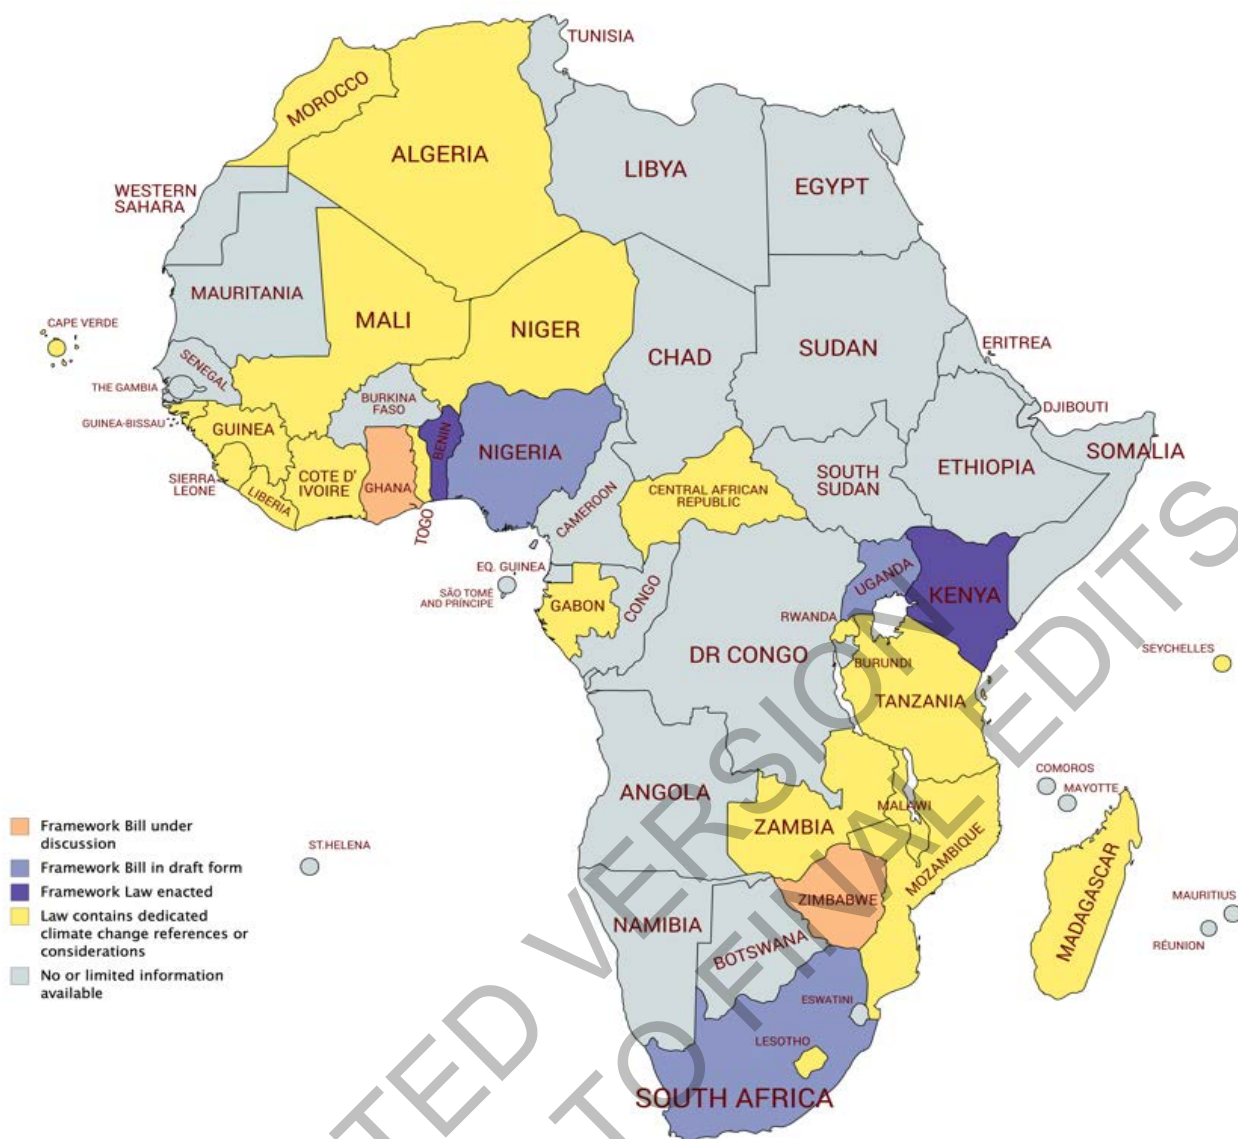 TUNISIA
MOROCCO
ALGERIA
LIBYA
EGYPT
WESTERN
SAHARA
MAURITANIA
MALI
NIGER
CHAD
SUDAN
ERITREA
CAPE VERDE
SENEGAL
THE GAMBIA
BURKINA
FASO
DJIBOUTI
GUINEA-BISSAU
GUINEA
BENIN
NIGERIA
SOMALIA
ETHIOPIA
SOUTH
SUDAN
SIERRA
LEONE
LIBERIA
COTE D'
IVOIRE
GHANA
TOGO
CAMEROON
CENTRAL AFRICAN
REPUBLIC
EQ. GUINEA
SÃO TOMÉ
AND PRÍNCIPE
GABON
CONGO
UGANDA
KENYA
RWANDA
DR CONGO
BURUNDI
TANZANIA
SEYCHELLES
COMOROS
MAYOTTE
ANGOLA
ZAMBIA
MALAWI
MOZAMBIQUE
MADAGASCAR
ST.HELENA
ZIMBABWE
NAMIBIA
BOTSWANA
MAURITIUS
RÉUNION
ESWATINI
LESOTHO
SOUTH AFRICA
Framework Bill under
discussion
Framework Bill in draft form
Framework Law enacted
Law contains dedicated
climate change references or
considerations
No or limited information
available
TED VERSION
TO FINAL EDITS